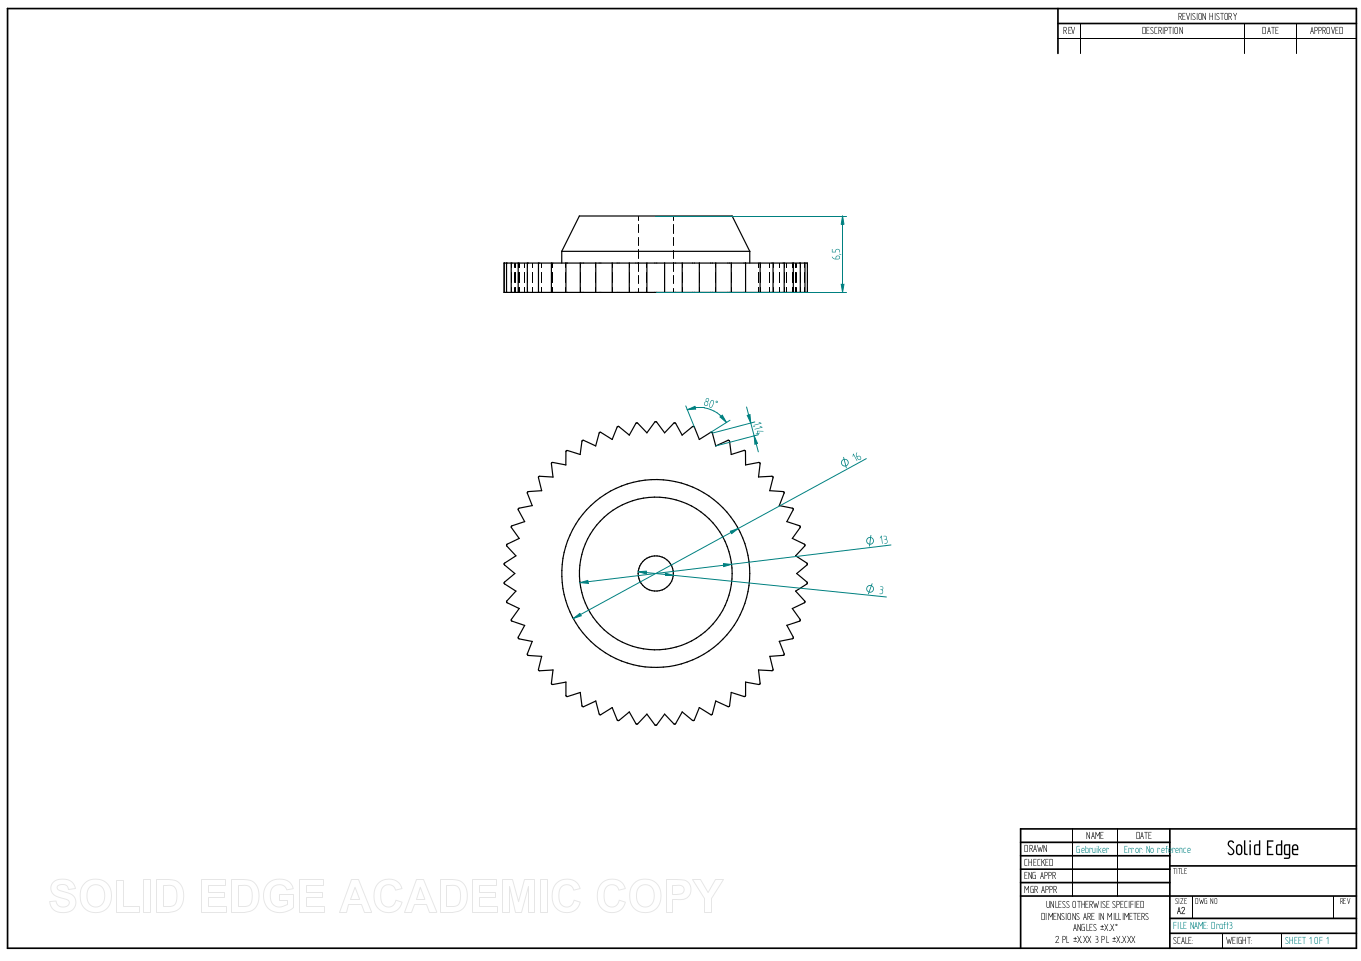 REVISION HISTORY
REV DESCRIPTION DATE APPROVED
6,5
80°
1,14
Ø 16
Ø 13
Ø 3
NAME DATE
DRAWN Gebruiker Error: No reference
CHECKED
ENG APPR
MGR APPR
UNLESS OTHERWISE SPECIFIED
DIMENSIONS ARE IN MILLIMETERS
ANGLES ±X.X°
2 PL ±X.XX 3 PL ±X.XXX
Solid Edge
TITLE
SIZE DWG NO REV
A2
FILE NAME: Draft3
SCALE: WEIGHT: SHEET 1 OF 1
SOLID EDGE ACADEMIC COPY